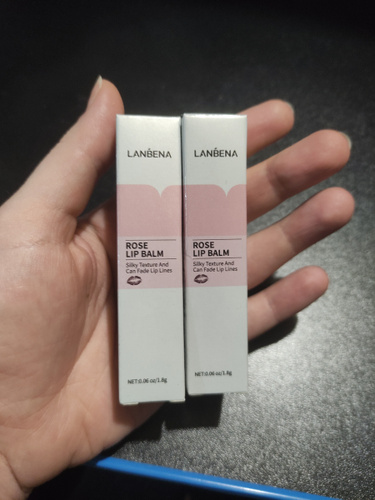 LANBENA
ROSE
LIP BALM
Silky Texture And
Can Fade Lip Lines
NET:0.06 oz/1.8g
LANBENA
ROSE
LIP BALM
Silky Texture And
Can Fade Lip Lines
NET:0.06 oz/1.8g